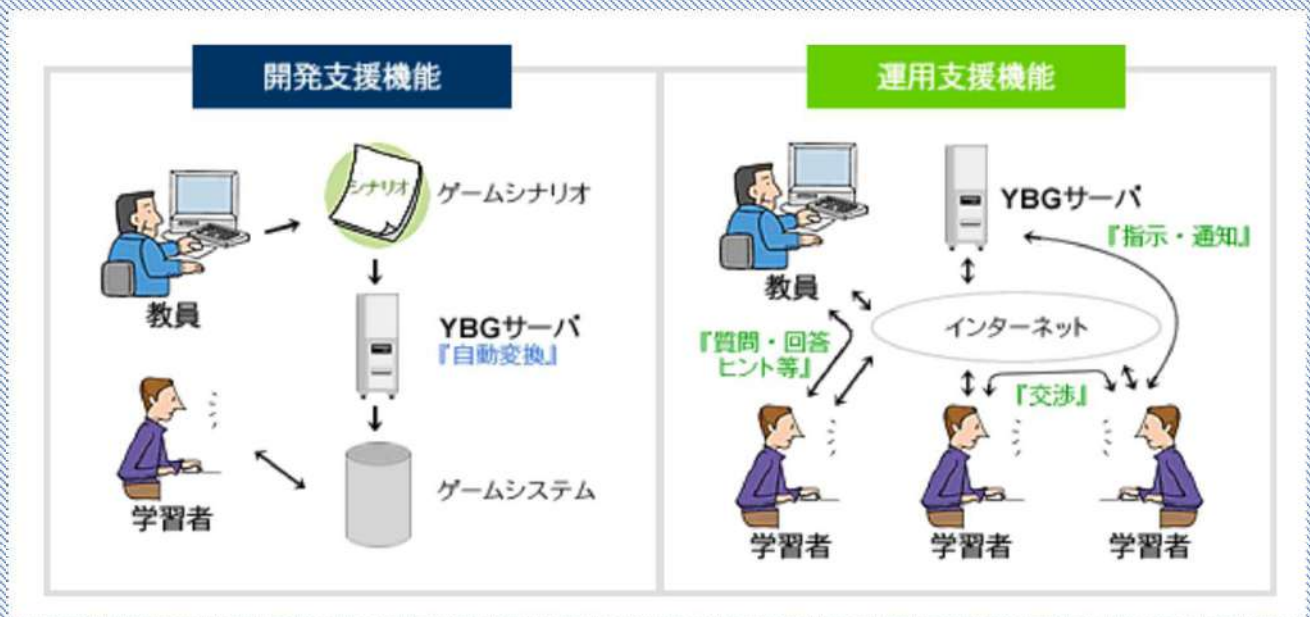 開発支援機能
シナリオ
ゲームシナリオ
教員
YBGサーバ
『自動変換』
学習者
ゲームシステム
運用支援機能
YBGサーバ
『指示・通知』
教員
インターネット
『質問・回答
ヒント等』
『交渉』
学習者
学習者
学習者